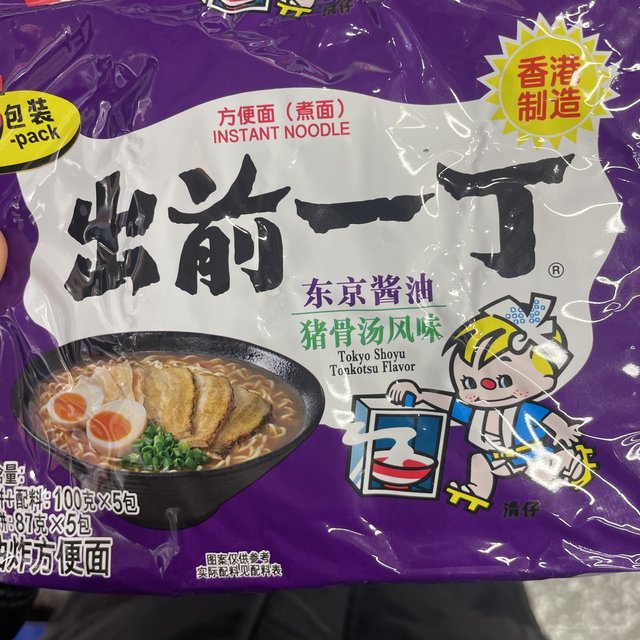 包装
-pack
方便面（煮面）
INSTANT NOODLE
香港
制造
出前一丁
®
东京酱油
猪骨汤风味
Tokyo Shoyu
Tonkotsu Flavor
清仔
量:
+配料: 100克×5包
: 87克×5包
炸方便面
图案仅供参考
实际配料见配料表